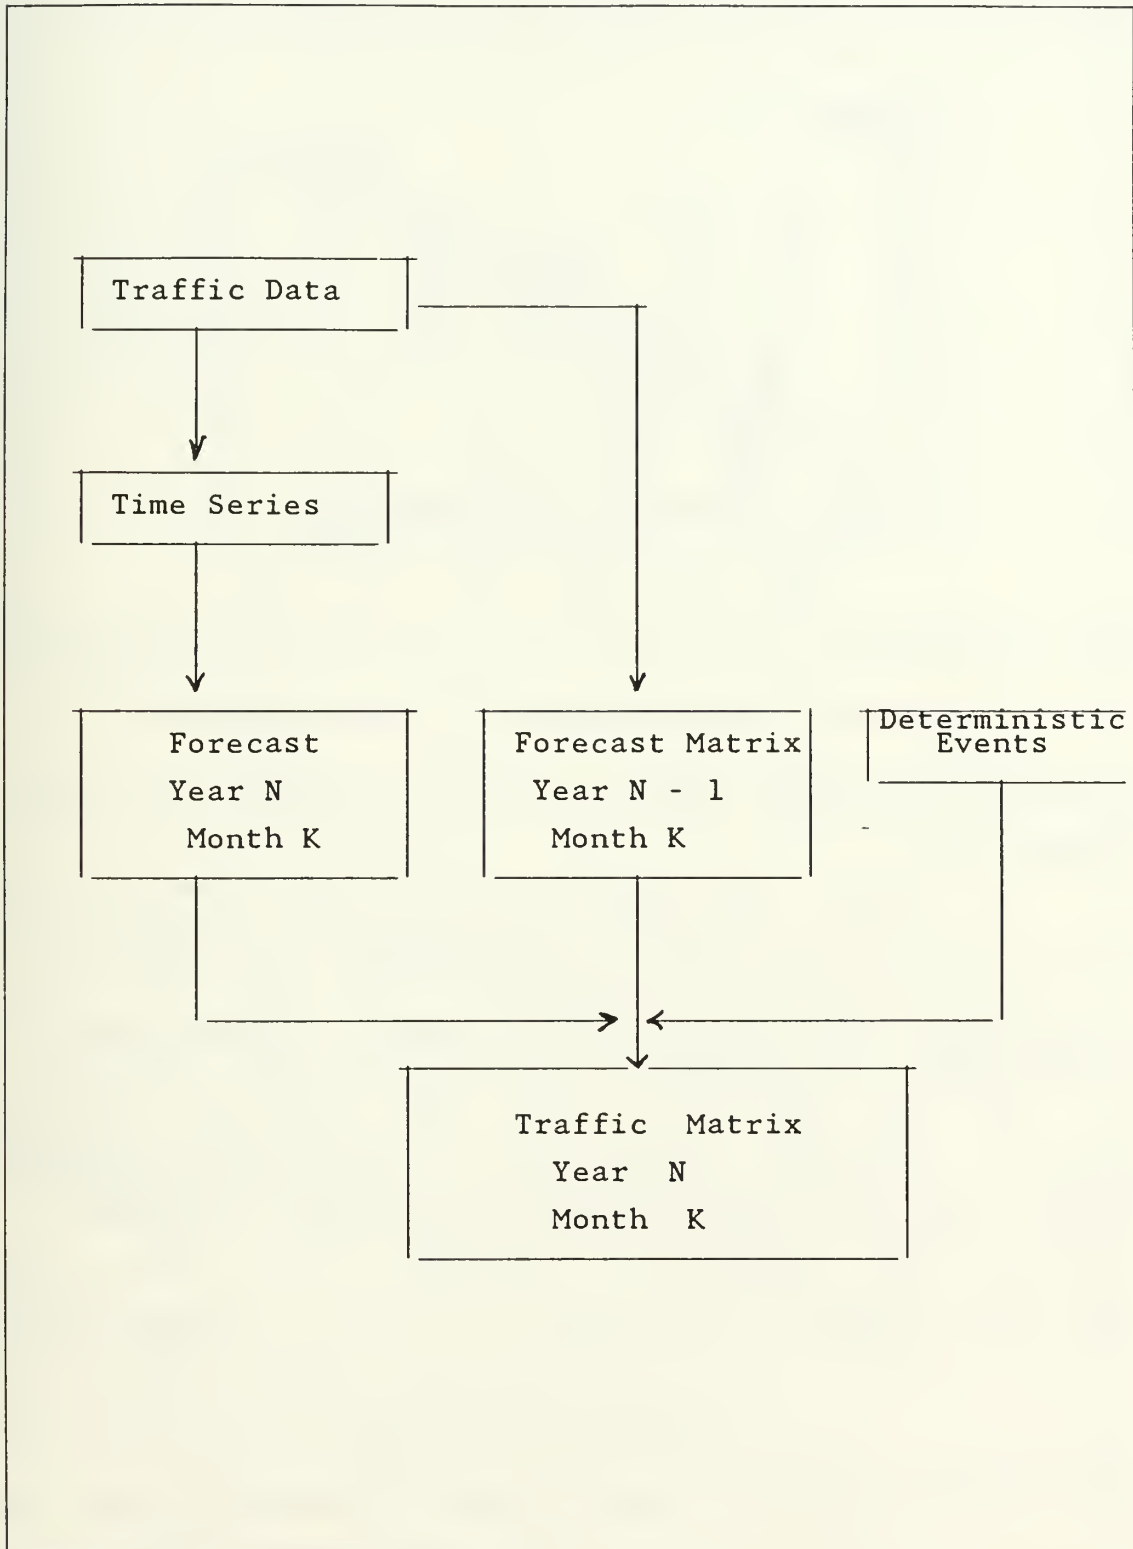 Traffic Data
Time Series
Forecast
Year N
Month K
Forecast Matrix
Year N - 1
Month K
Deterministic
Events
Traffic Matrix
Year N
Month K